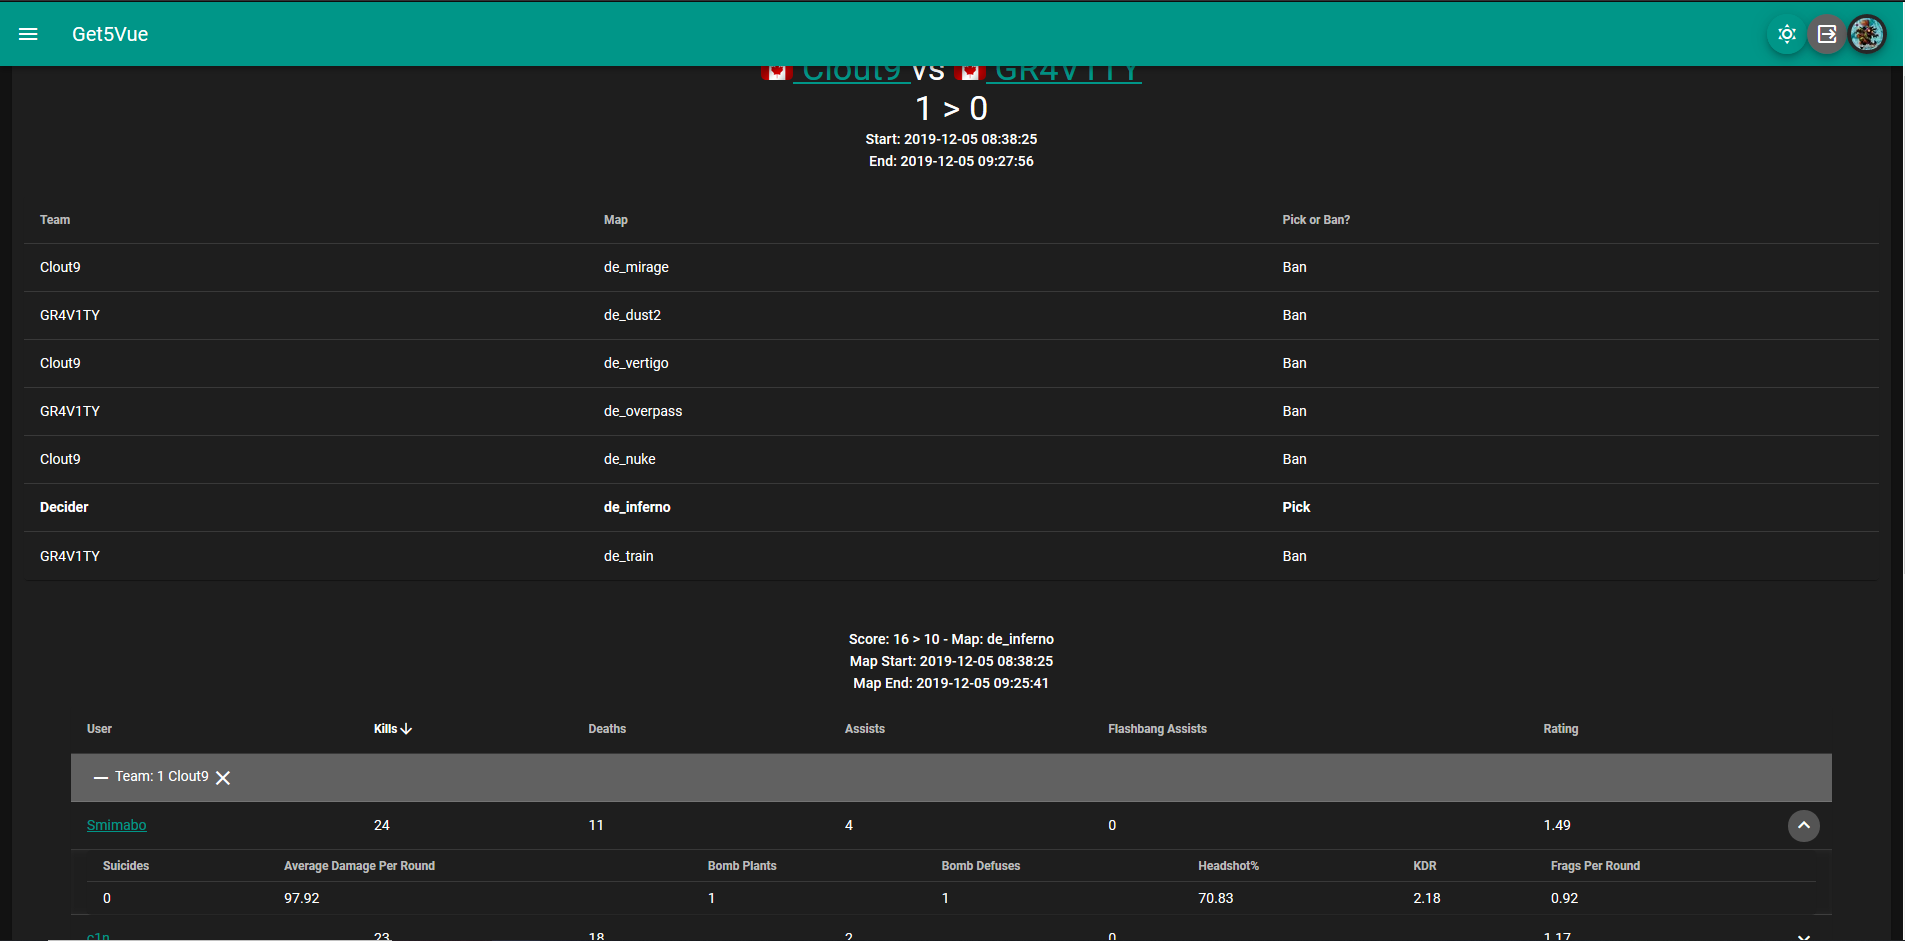 Get5Vue
Clout9 vs GR4V1TY
1 > 0
Start: 2019-12-05 08:38:25
End: 2019-12-05 09:27:56
Team Map Pick or Ban?
Clout9 de_mirage Ban
GR4V1TY de_dust2 Ban
Clout9 de_vertigo Ban
GR4V1TY de_overpass Ban
Clout9 de_nuke Ban
Decider de_inferno Pick
GR4V1TY de_train Ban
Score: 16 > 10 - Map: de_inferno
Map Start: 2019-12-05 08:38:25
Map End: 2019-12-05 09:25:41
User Kills Deaths Assists Flashbang Assists Rating
Team: 1 Clout9
Smimabo 24 11 4 0 1.49
Suicides Average Damage Per Round Bomb Plants Bomb Defuses Headshot% KDR Frags Per Round
0 97.92 1 1 70.83 2.18 0.92
c1n 23 18 2 0 1.17